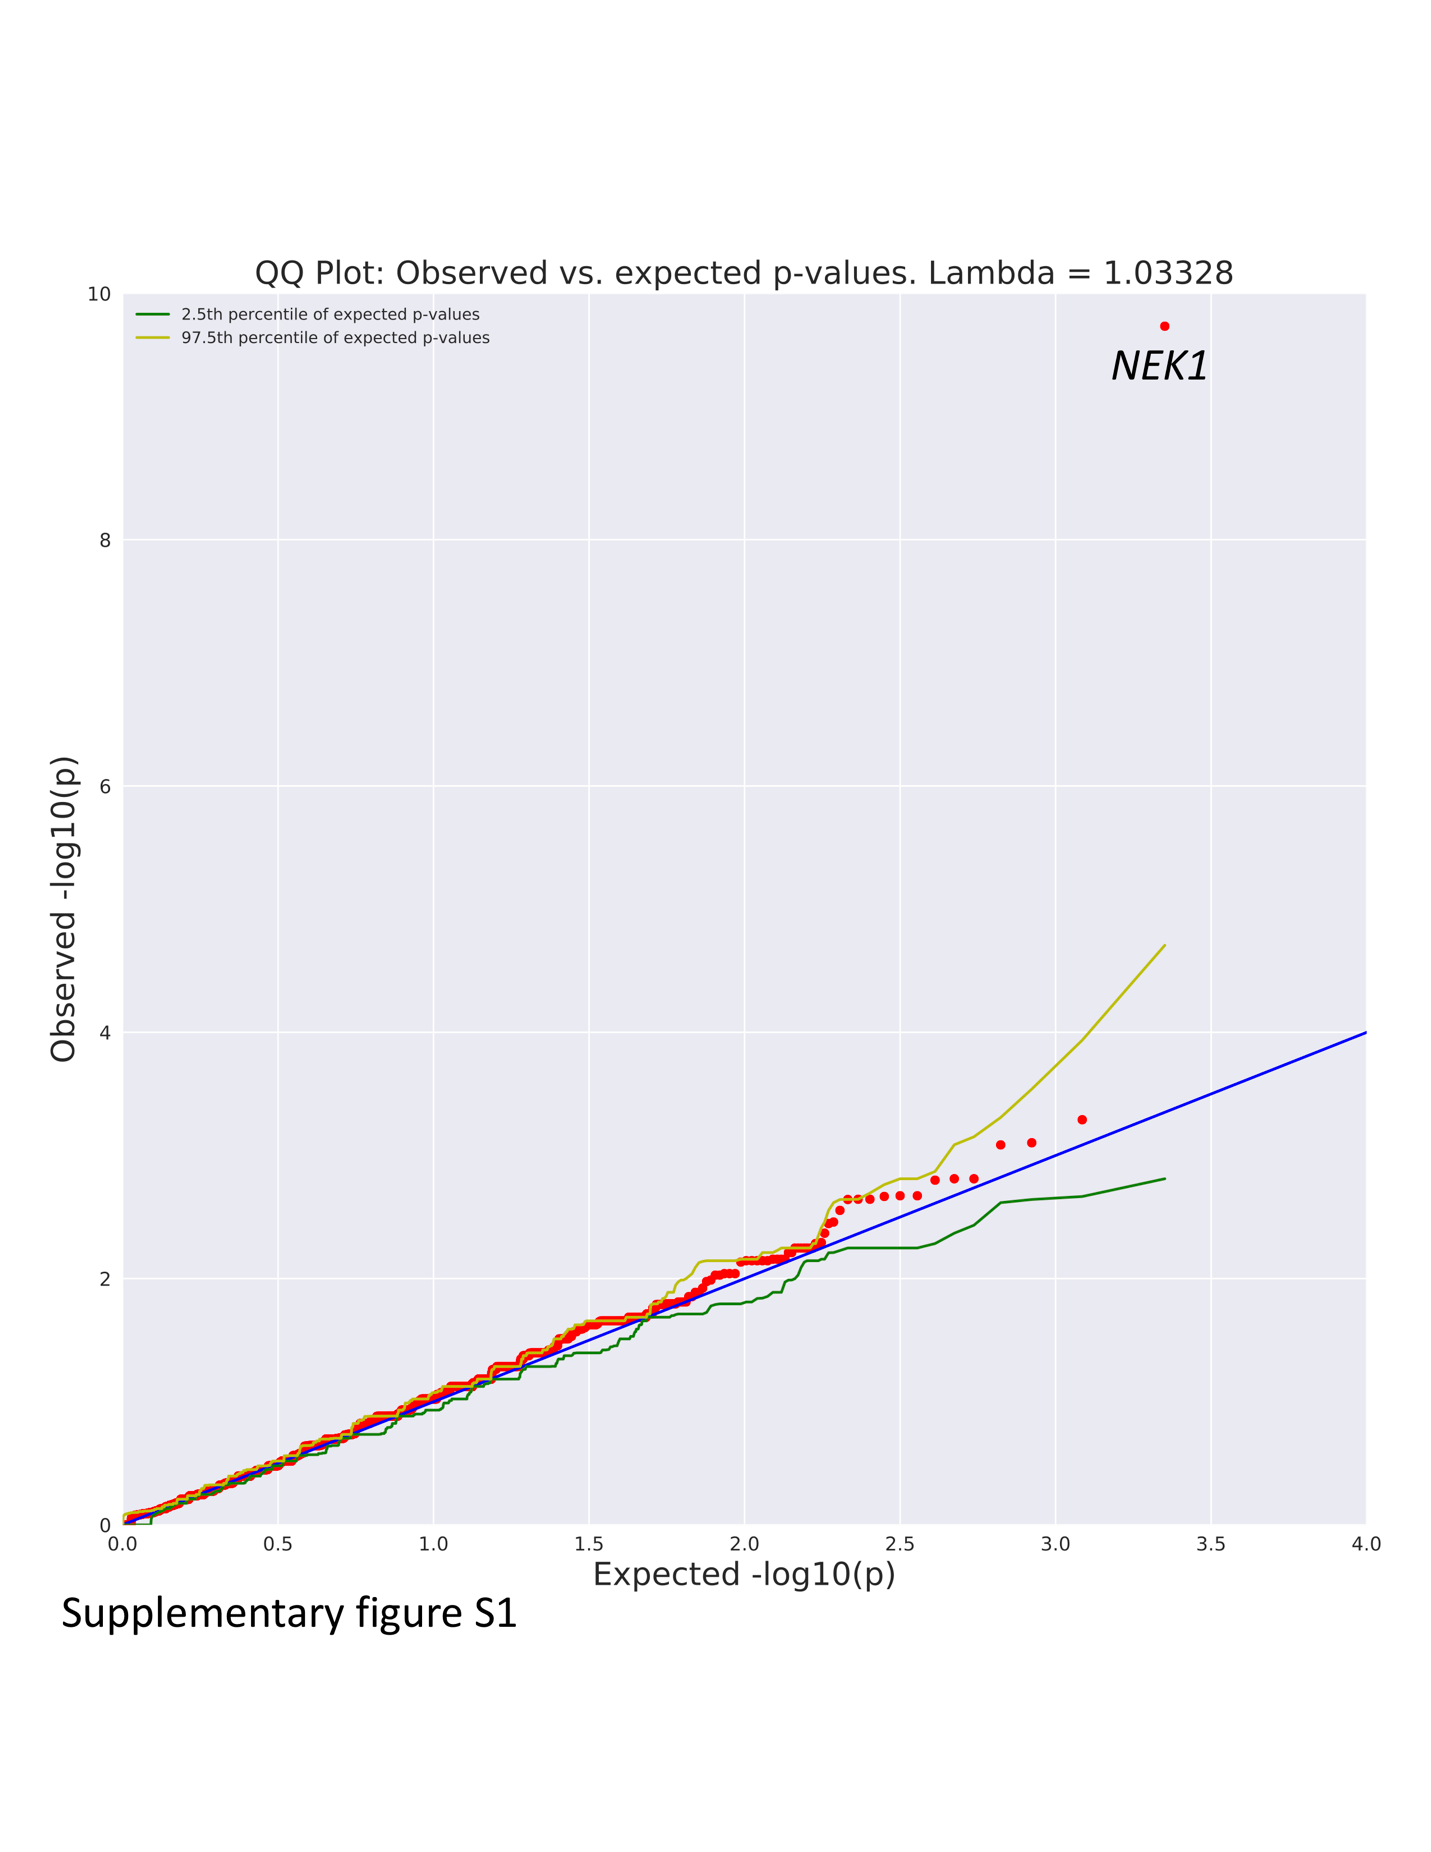 QQ Plot: Observed vs. expected p-values. Lambda = 1.03328
10
2.5th percentile of expected p-values
97.5th percentile of expected p-values
NEK1
8
6
Observed -log10(p)
4
2
0
0.0 0.5 1.0 1.5 2.0 2.5 3.0 3.5 4.0
Expected -log10(p)
Supplementary figure S1